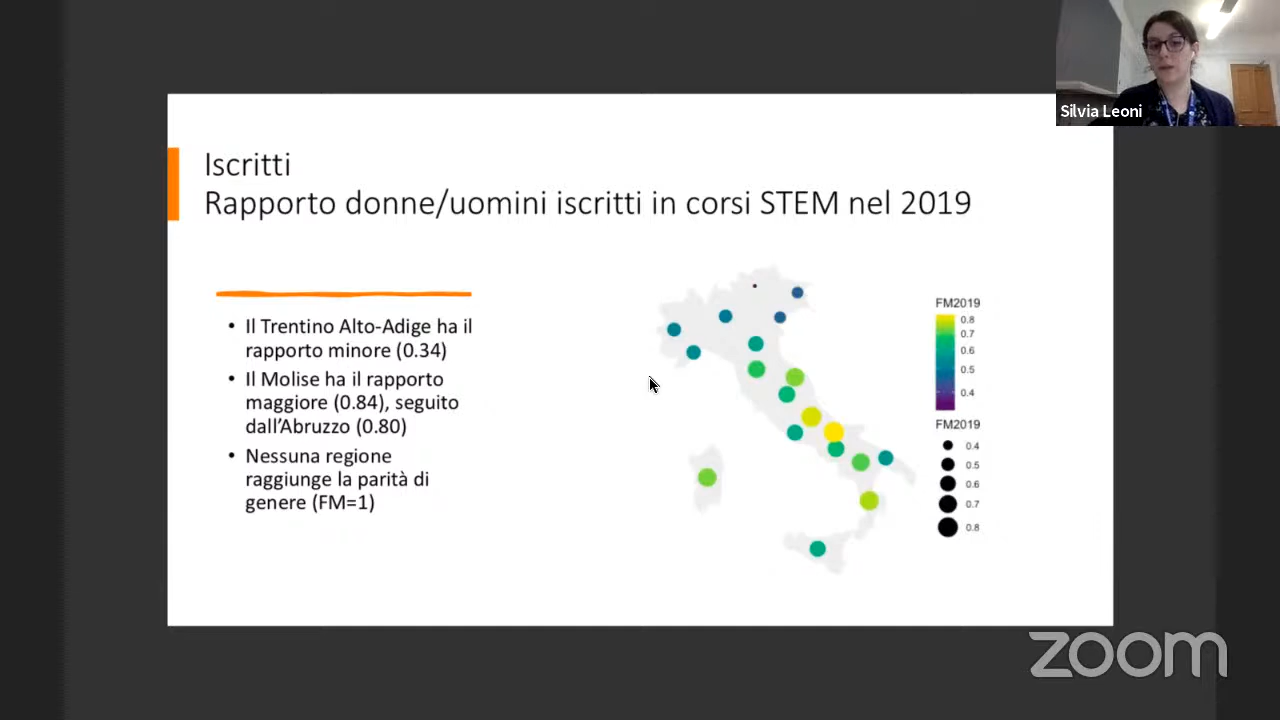 Silvia Leoni
Iscritti
Rapporto donne/uomini iscritti in corsi STEM nel 2019
• Il Trentino Alto-Adige ha il
rapporto minore (0.34)
• Il Molise ha il rapporto
maggiore (0.84), seguito
dall'Abruzzo (0.80)
• Nessuna regione
raggiunge la parità di
genere (FM=1)
FM2019
0.8
0.7
0.6
0.5
0.4
FM2019
0.4
0.5
0.6
0.7
0.8
zoom